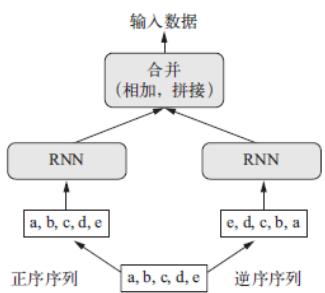 输入数据
合并
（相加，拼接）
RNN
RNN
a, b, c, d, e
e, d, c, b, a
正序序列
a, b, c, d, e
逆序序列